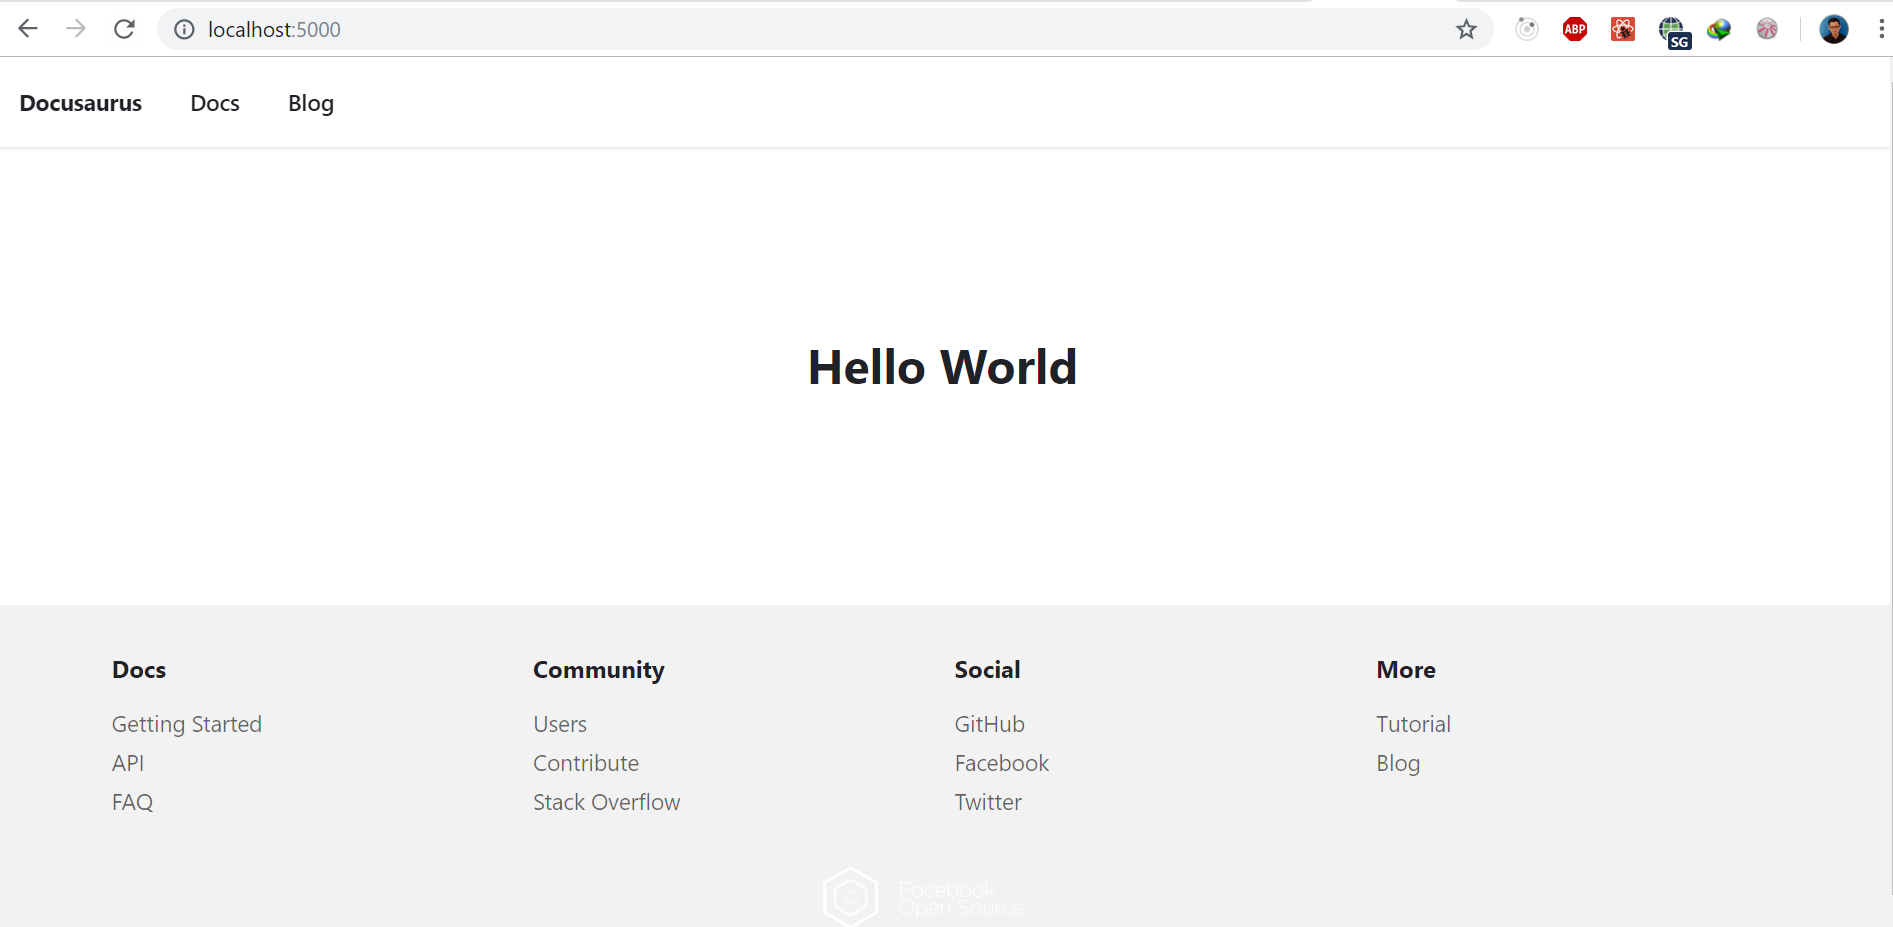 localhost:5000
ABP
SG
Docusaurus Docs Blog
Hello World
Docs
Getting Started
API
FAQ
Community
Users
Contribute
Stack Overflow
Social
GitHub
Facebook
Twitter
More
Tutorial
Blog
Facebook
Open Source